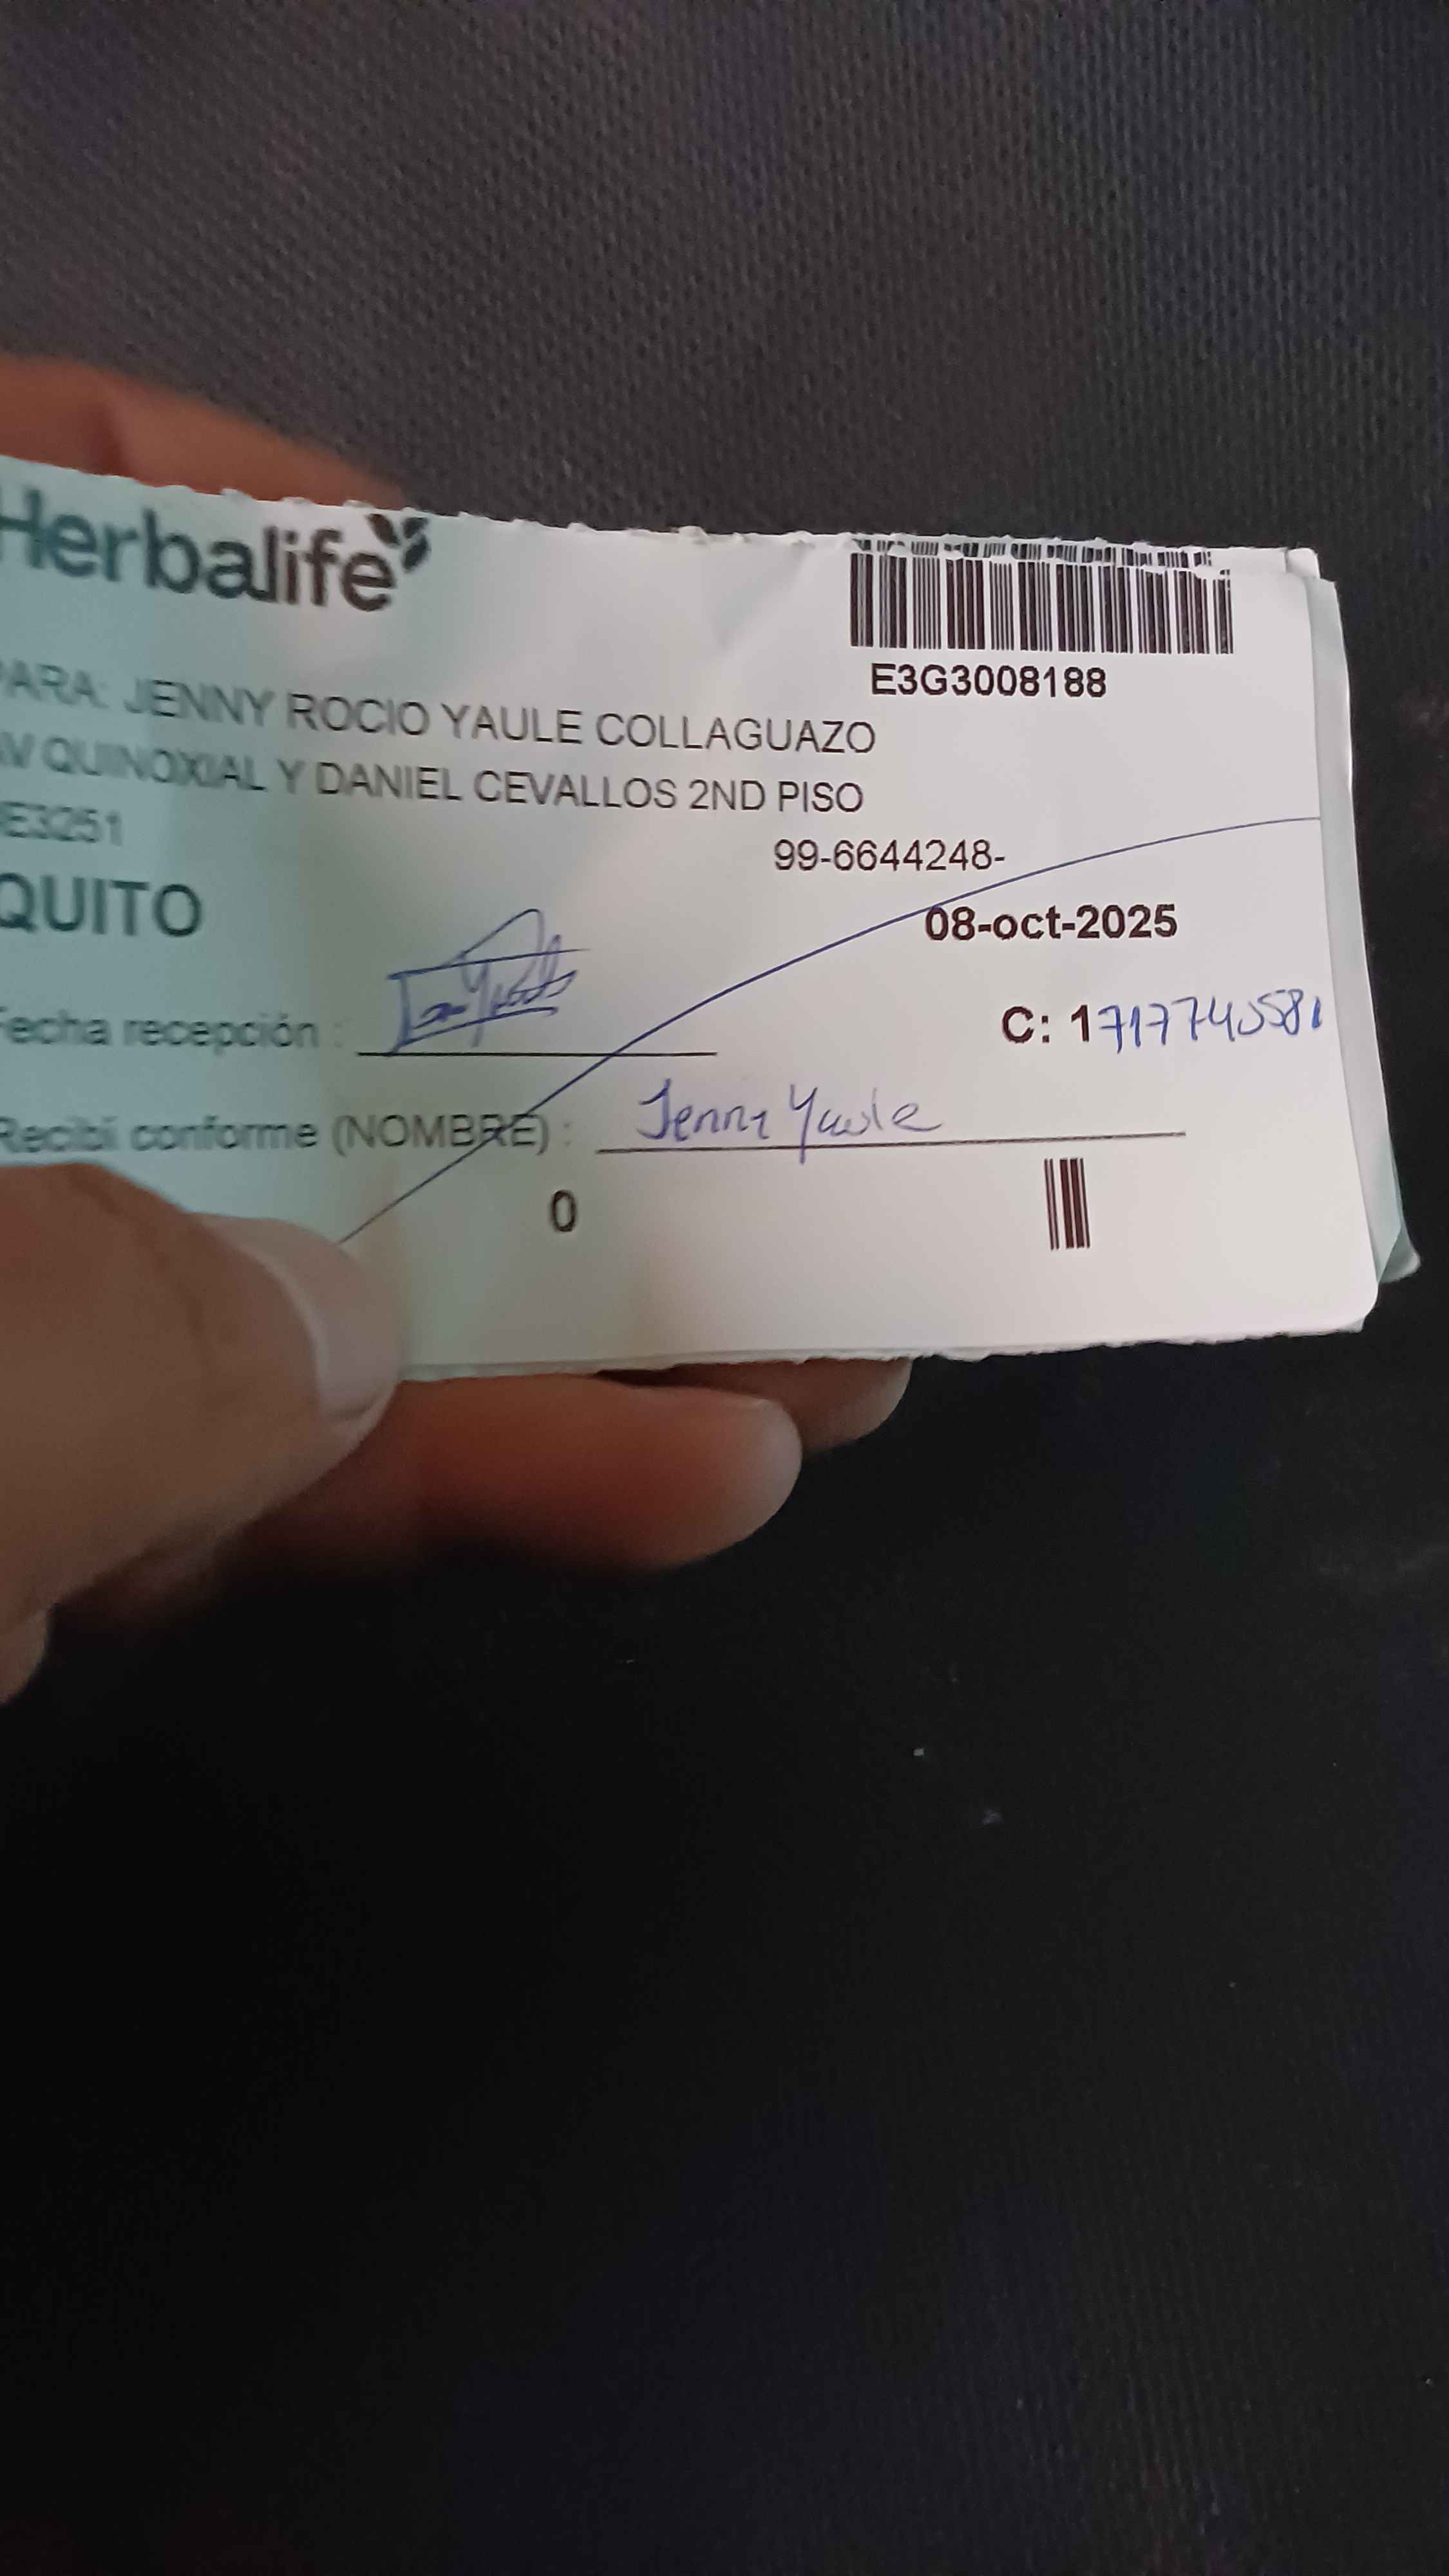 Herbalife
E3G3008188
PARA: JENNY ROCIO YAULE COLLAGUAZO
AV QUINOXIAL Y DANIEL CEVALLOS 2ND PISO
E3251
99-6644248-
QUITO
08-oct-2025
Fecha recepción :
C: 1717740581
Recibí conforme (NOMBRE) : Jenny Yaule
0